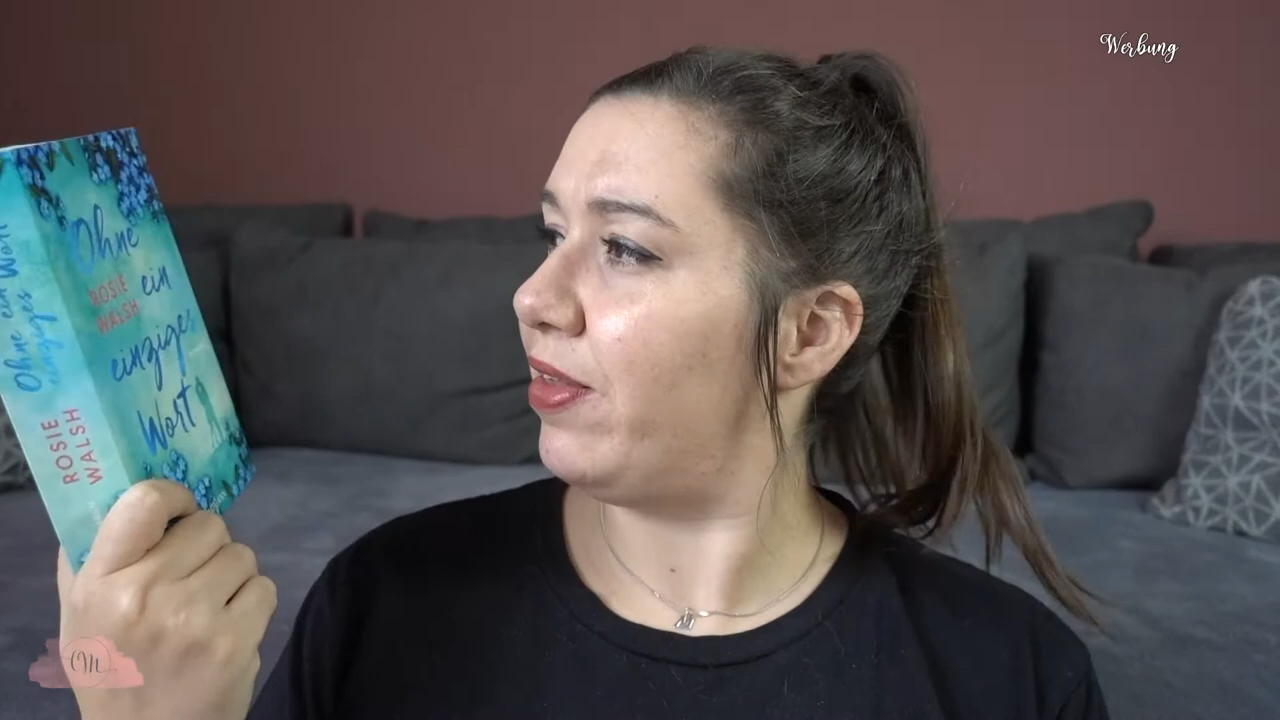 Werbung
Ohne
ein
ROSIE
WALSH
einziges
Wort
Ohne ein Wort
einziges
ROSIE
WALSH
M